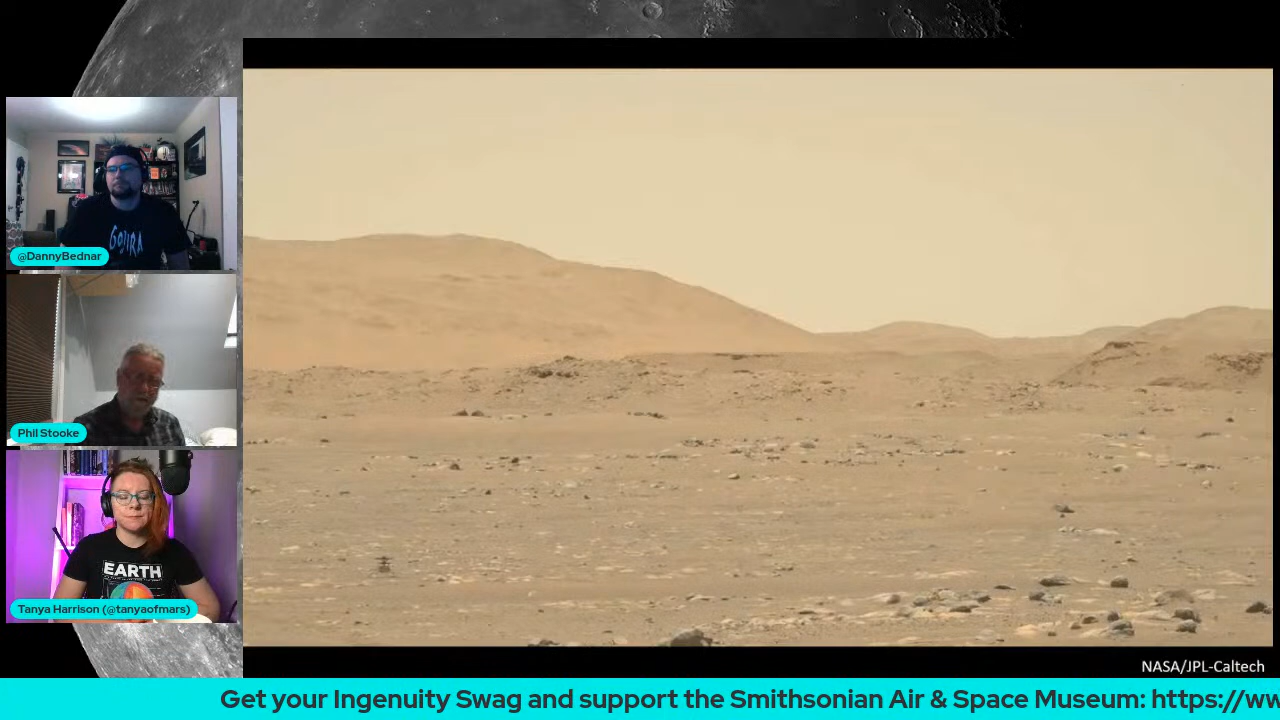 GOJIRA
@DannyBednar
Phil Stooke
EARTH
Tanya Harrison (@tanyaofmars)
NASA/JPL-Caltech
Get your Ingenuity Swag and support the Smithsonian Air & Space Museum: https://ww